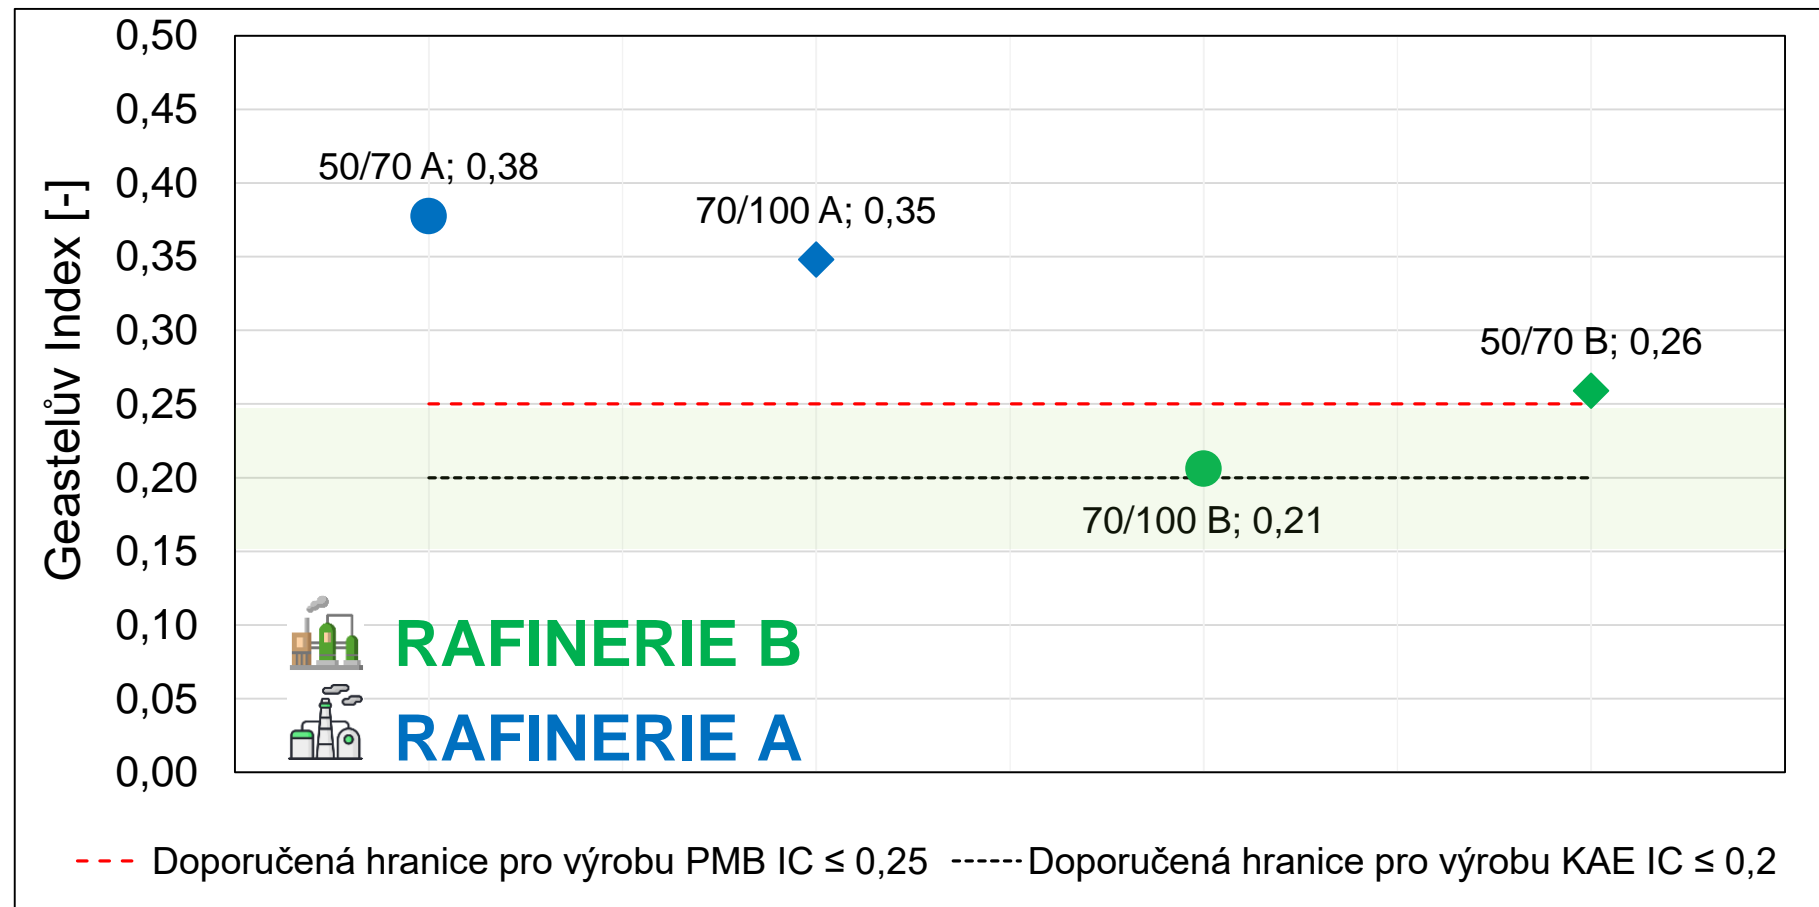 Geastelův Index [-]
0,50
0,45
0,40
0,35
0,30
0,25
0,20
0,15
0,10
0,05
0,00
50/70 A; 0,38
70/100 A; 0,35
50/70 B; 0,26
70/100 B; 0,21
RAFINERIE B
RAFINERIE A
Doporučená hranice pro výrobu PMB IC ≤ 0,25
Doporučená hranice pro výrobu KAE IC ≤ 0,2